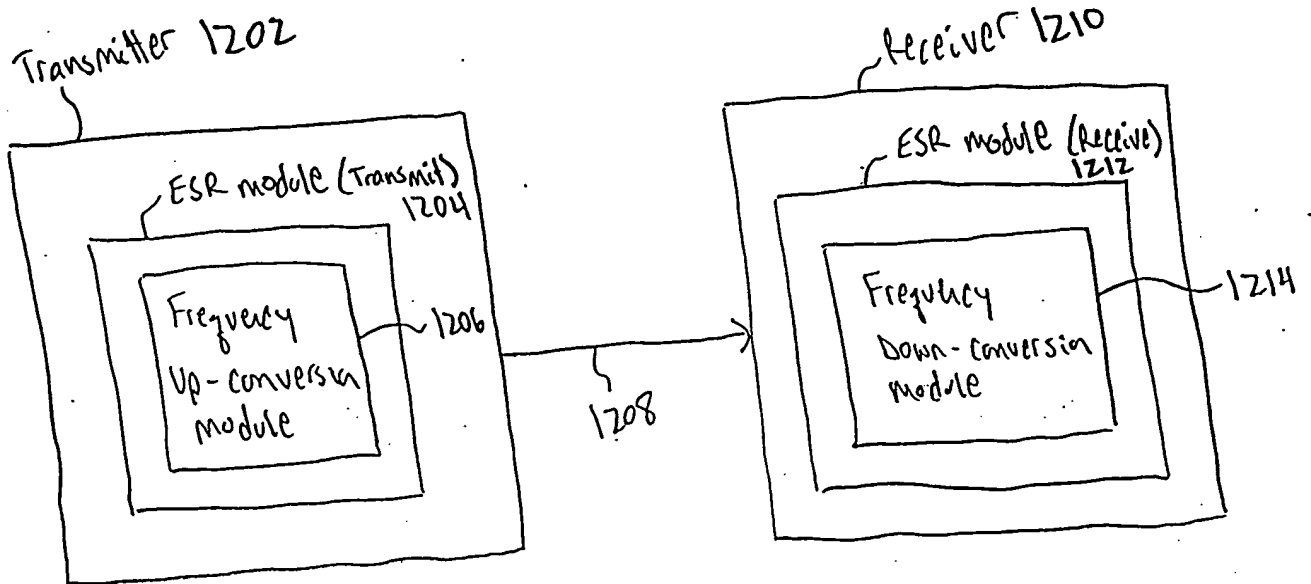 Transmitter 1202
ESR module (Transmit)
1204
Frequency
Up-conversion
module
1206
1208
Receiver 1210
ESR module (Receive)
1212
Frequency
Down-conversion
module
1214